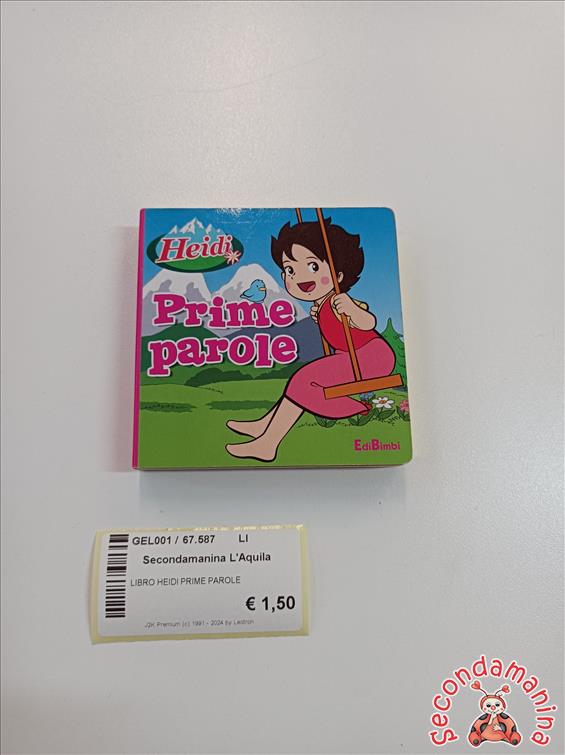 Heidi
Prime
parole
EdiBimbi
GEL001 / 67.587 LI
Secondamanina L'Aquila
LIBRO HEIDI PRIME PAROLE
€ 1,50
J2K Premium (c) 1991 - 2024 by Lestron
Secondamanina